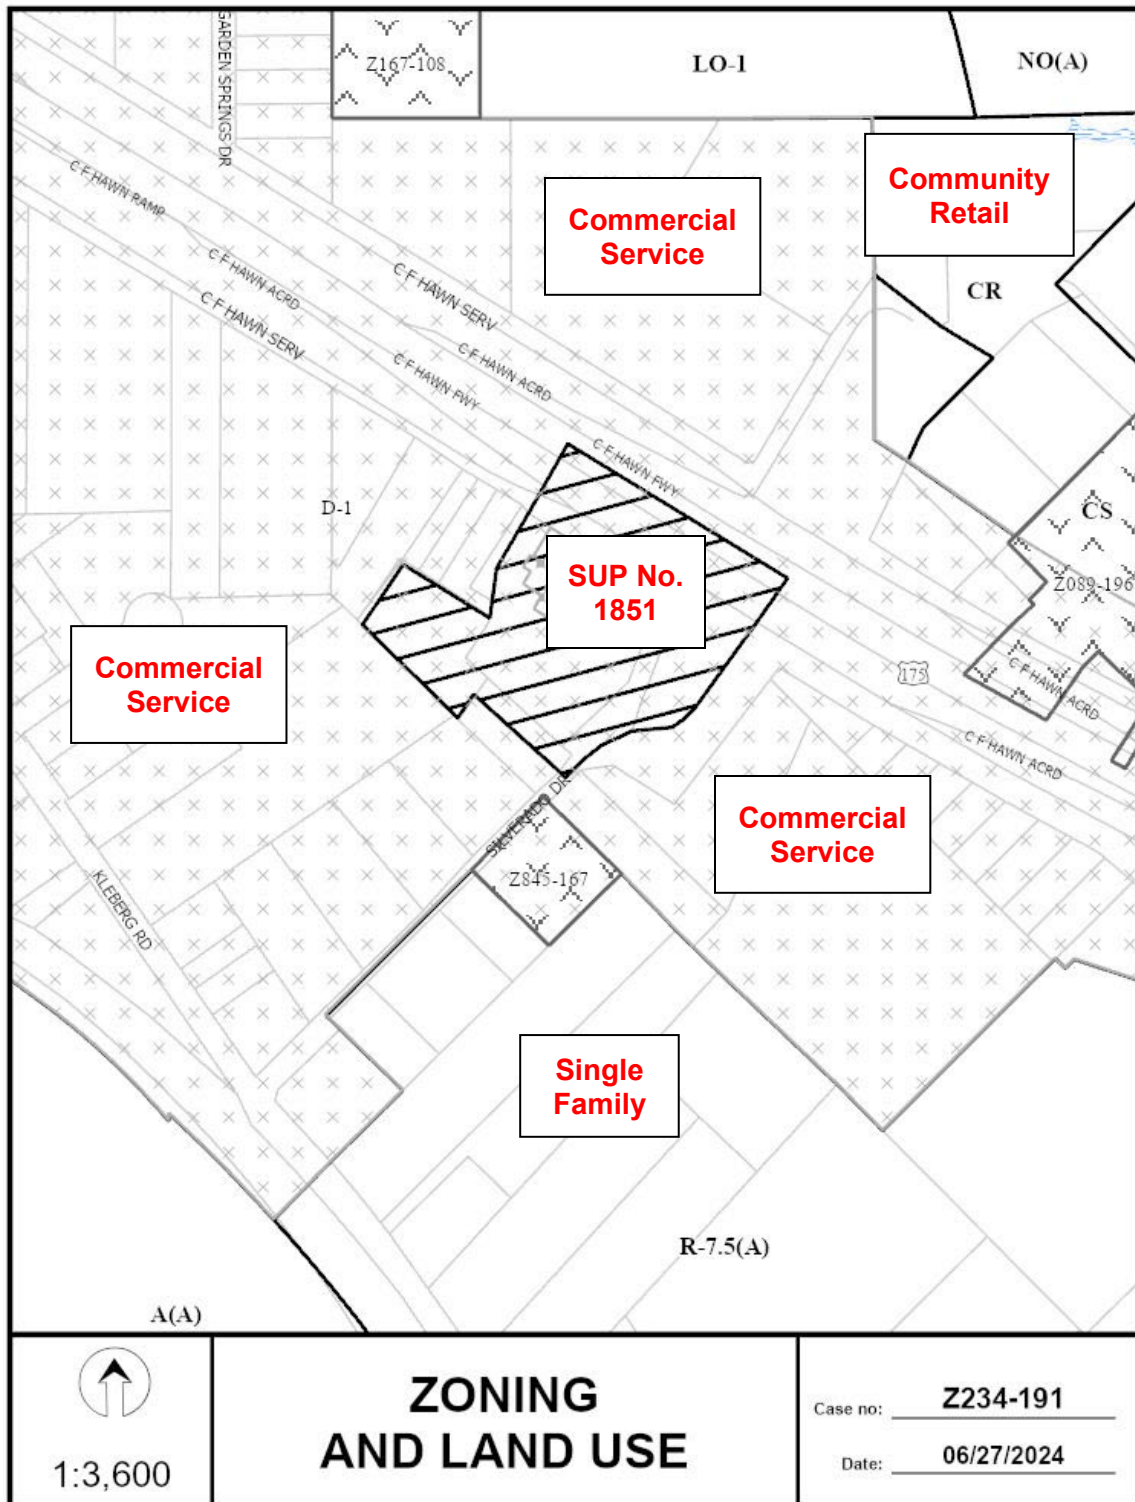 GARDEN SPRINGS DR
Z167-108
LO-1
NO(A)
C F HAWN RAMP
Commercial
Service
Community
Retail
C F HAWN ACRD
C F HAWN SERV
C F HAWN SERV
CR
C F HAWN ACRD
C F HAWN FWY
C F HAWN FWY
D-1
CS
SUP No.
1851
Z089-196
Commercial
Service
175
C F HAWN ACRD
C F HAWN ACRD
SILVERADO DR
Commercial
Service
Z845-167
KLEBERG RD
Single
Family
R-7.5(A)
A(A)
1:3,600
ZONING
AND LAND USE
Case no: Z234-191
Date: 06/27/2024